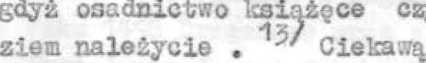 gdyż osadnictwo książęce cz
ziem należycie . 13/ Ciekawą